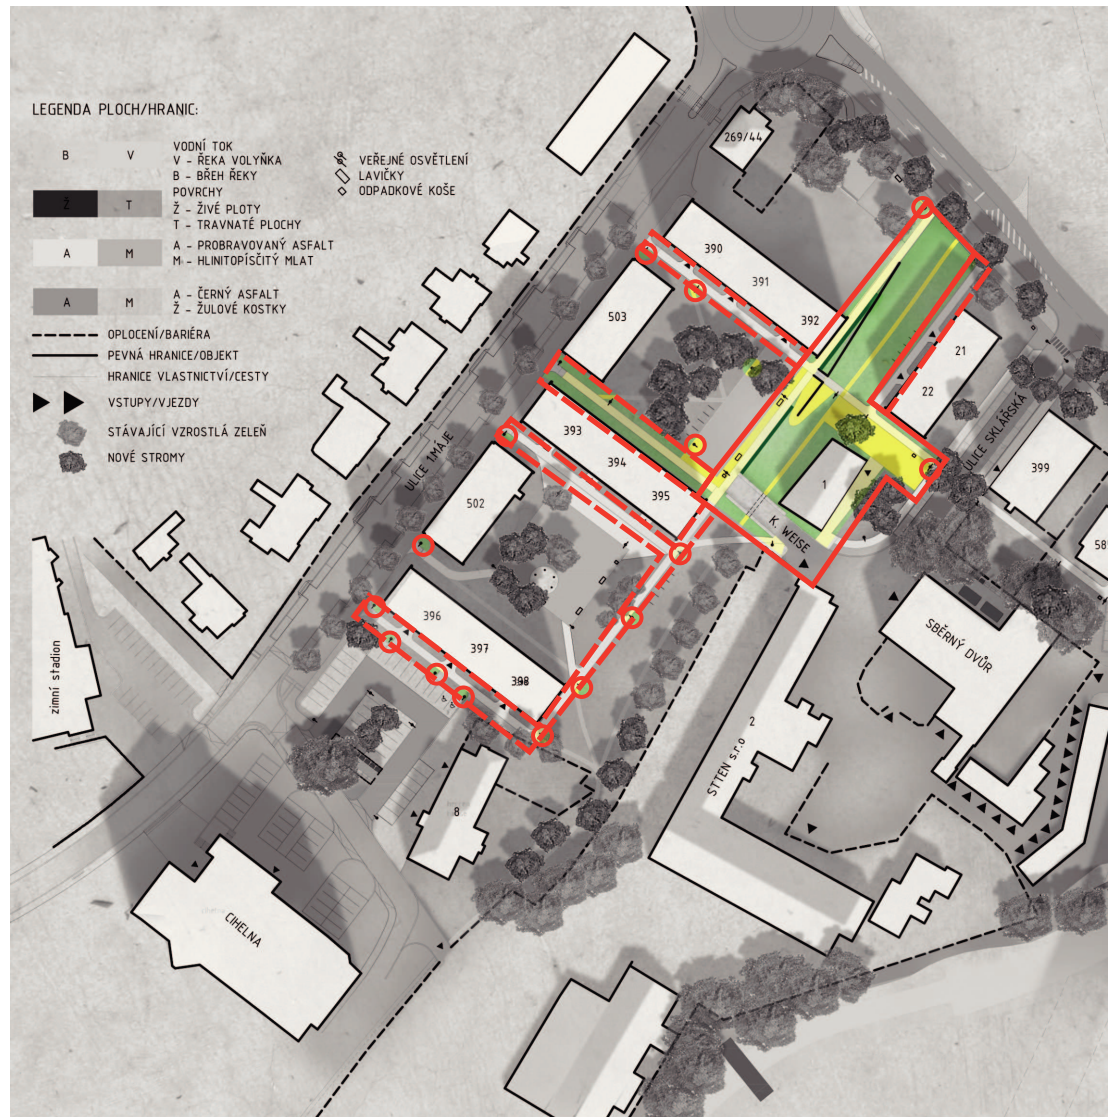 LEGENDA PLOCH/HRANIC:
B V
VODNÍ TOK
V - ŘEKA VOLYŇKA
B - BŘEH ŘEKY
Ž T
POVRCHY
Ž - ŽIVÉ PLOTY
T - TRAVNATÉ PLOCHY
A M
A - PROBRAVOVANÝ ASFALT
M - HLINITOPÍSČITÝ MLAT
A M
A - ČERNÝ ASFALT
Ž - ŽULOVÉ KOSTKY
OPLOCENÍ/BARIÉRA
PEVNÁ HRANICE/OBJEKT
HRANICE VLASTNICTVÍ/CESTY
VSTUPY/VJEZDY
STÁVAJÍCÍ VZROSTLÁ ZELEŇ
NOVÉ STROMY
VEŘEJNÉ OSVĚTLENÍ
LAVIČKY
ODPADKOVÉ KOŠE
269/44
390
391
392
503
21
22
393
394
395
ULICE 1MÁJE
ULICE SKLÁŘSKÁ
399
502
1
K. WEISE
585
396
397
398
SBĚRNÝ DVŮR
zimní stadion
2
STTEN s.r.o
8
CIHELNA